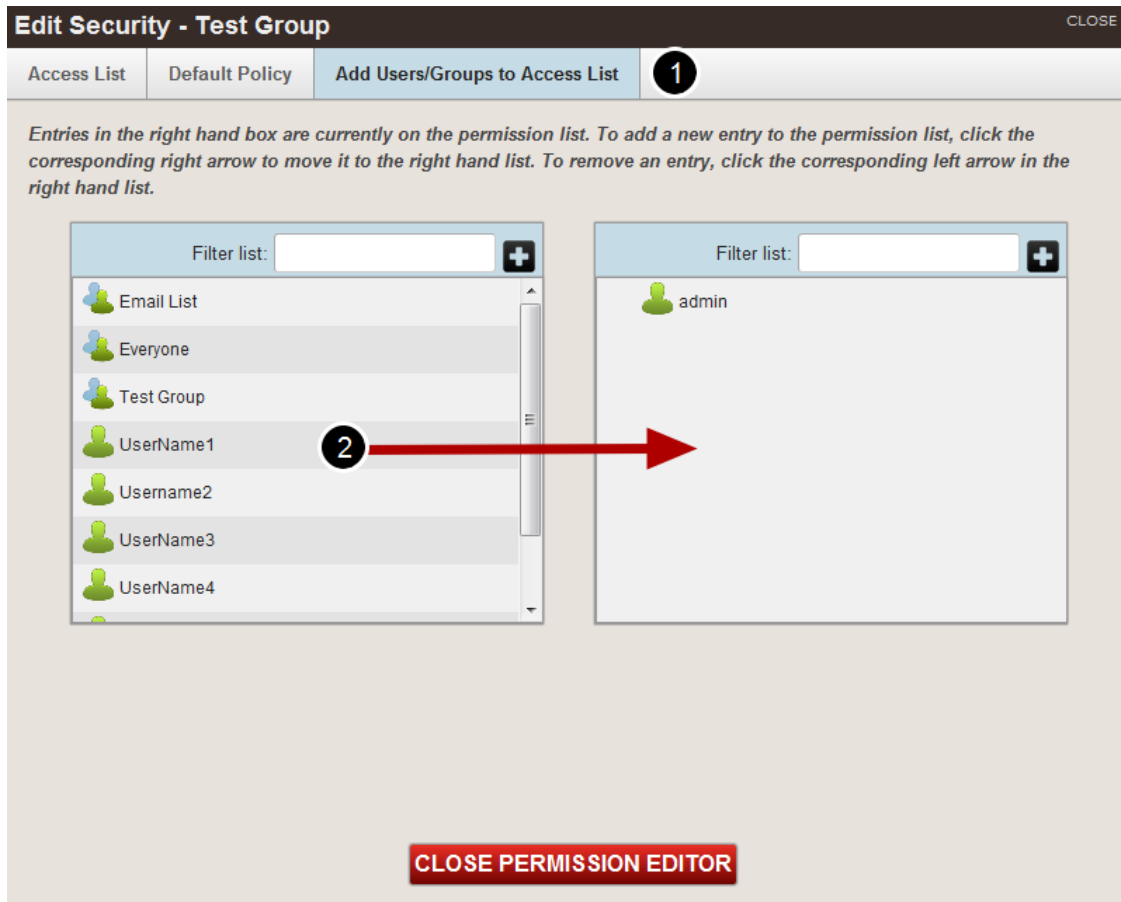 Edit Security - Test Group
CLOSE
Access List
Default Policy
Add Users/Groups to Access List
1
Entries in the right hand box are currently on the permission list. To add a new entry to the permission list, click the
corresponding right arrow to move it to the right hand list. To remove an entry, click the corresponding left arrow in the
right hand list.
Filter list:
Email List
Everyone
Test Group
UserName1
2
Username2
UserName3
UserName4
Filter list:
admin
CLOSE PERMISSION EDITOR